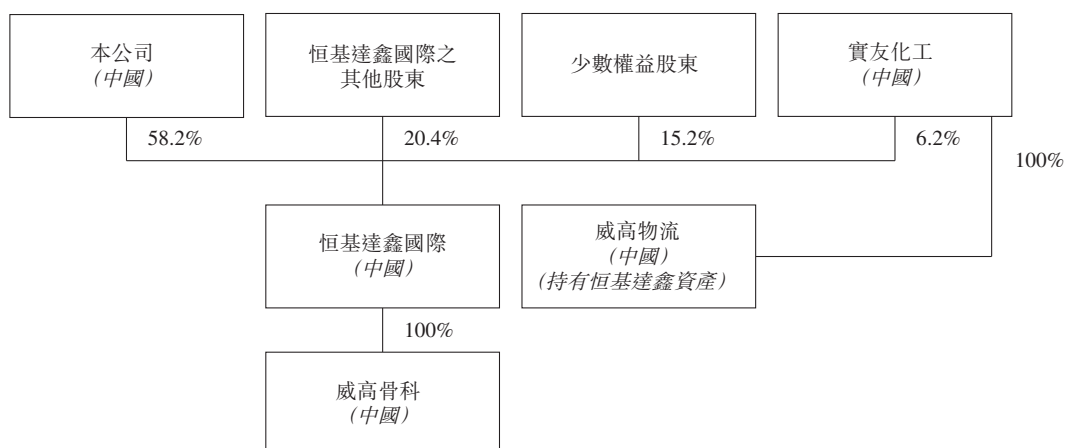 本公司
（中國）
恒基達鑫國際之
其他股東
少數權益股東
實友化工
（中國）
58.2%
20.4%
15.2%
6.2%
100%
恒基達鑫國際
（中國）
威高物流
（中國）
（持有恒基達鑫資產）
100%
威高骨科
（中國）